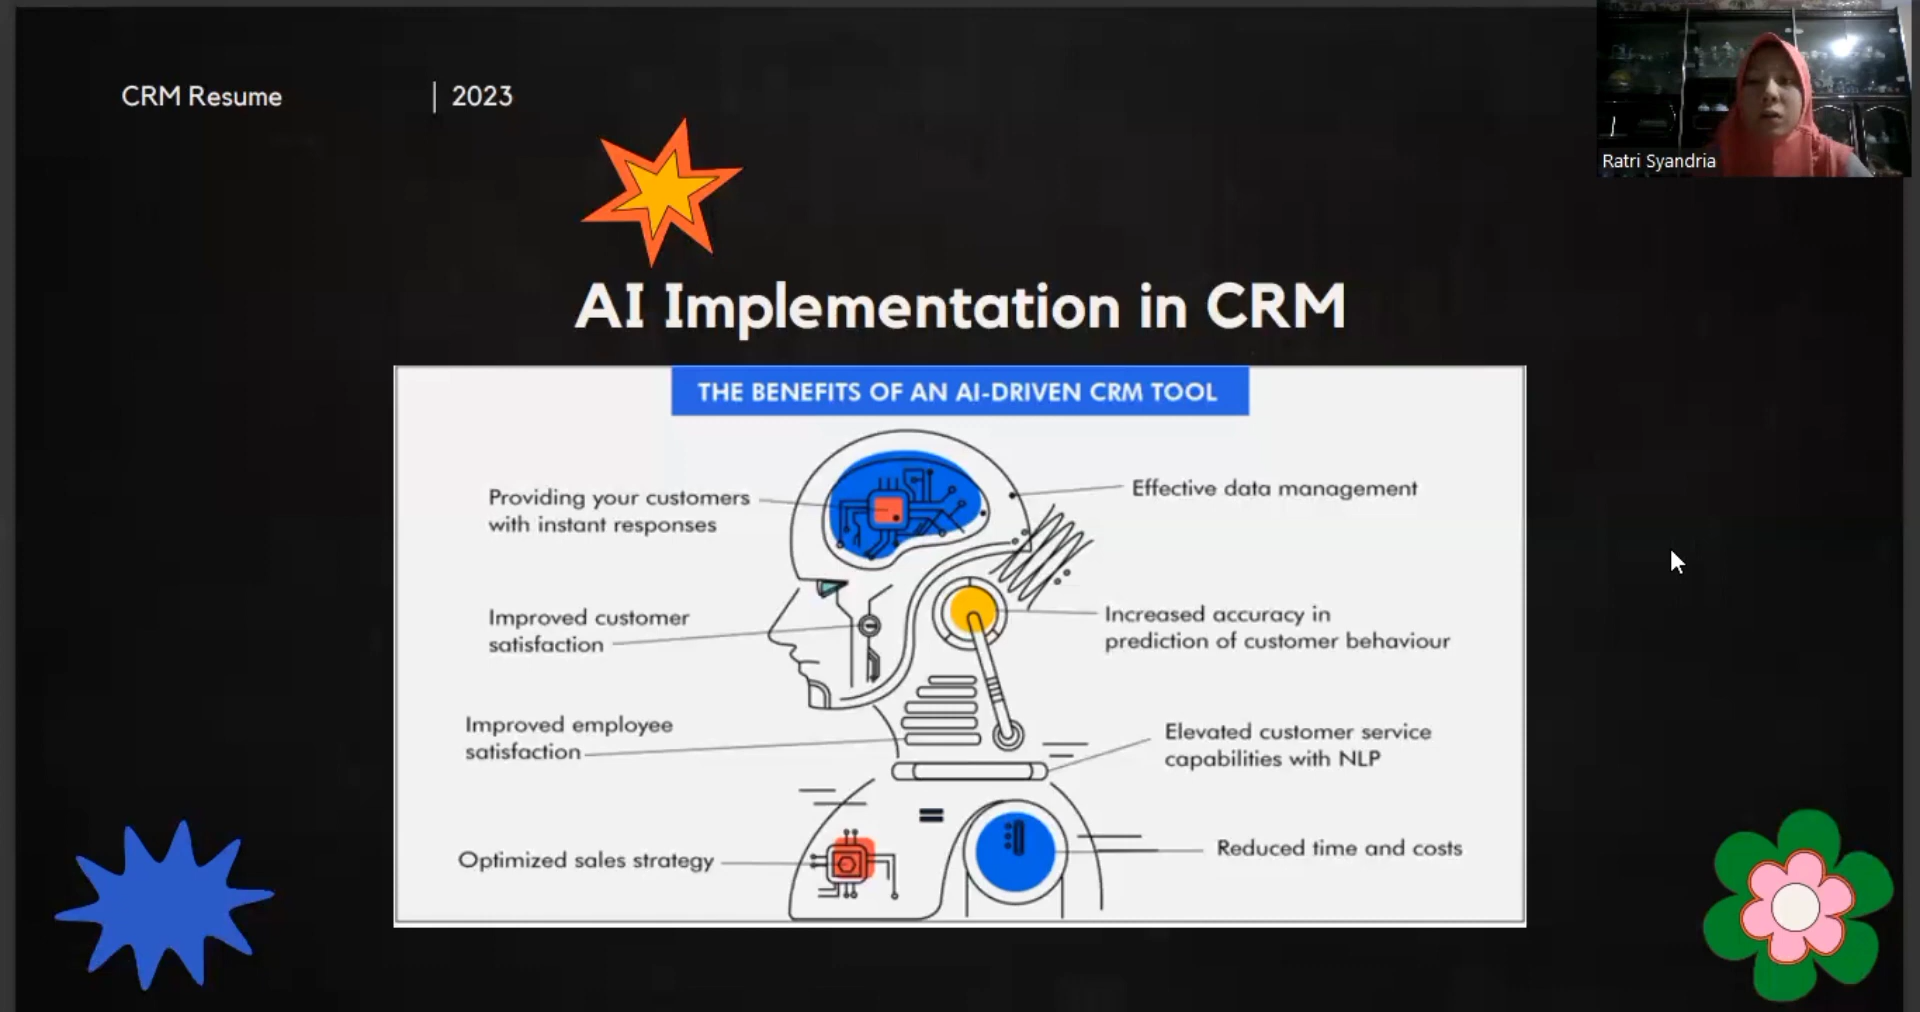 CRM Resume | 2023
Ratri Syandria
AI Implementation in CRM
THE BENEFITS OF AN AI-DRIVEN CRM TOOL
Providing your customers
with instant responses
Effective data management
Improved customer
satisfaction
Increased accuracy in
prediction of customer behaviour
Improved employee
satisfaction
Elevated customer service
capabilities with NLP
Optimized sales strategy
Reduced time and costs